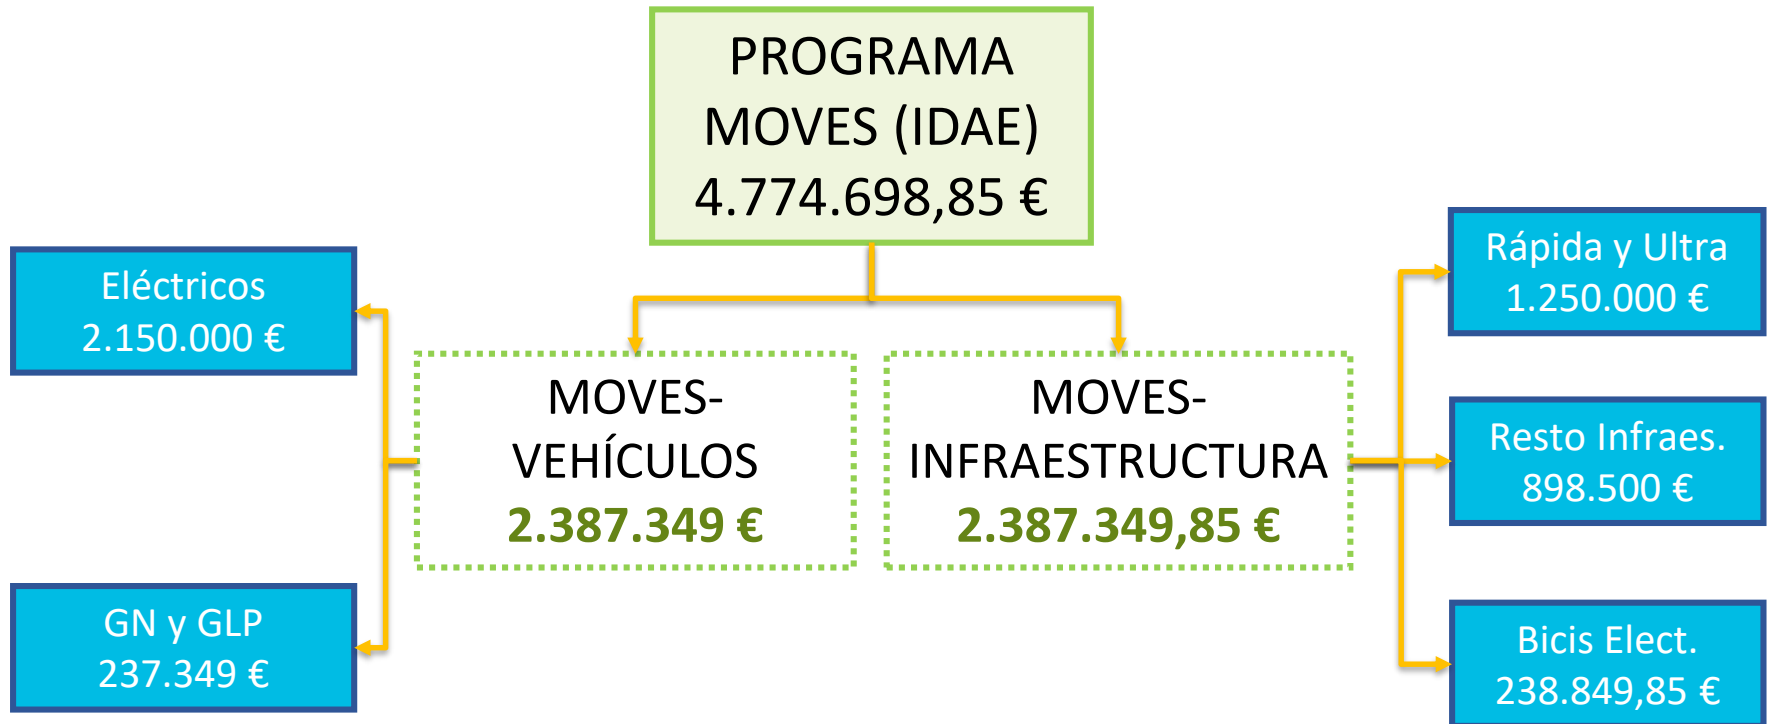 PROGRAMA
MOVES (IDAE)
4.774.698,85 €
Eléctricos
2.150.000 €
GN y GLP
237.349 €
MOVES-
VEHÍCULOS
2.387.349 €
MOVES-
INFRAESTRUCTURA
2.387.349,85 €
Rápida y Ultra
1.250.000 €
Resto Infraes.
898.500 €
Bicis Elect.
238.849,85 €